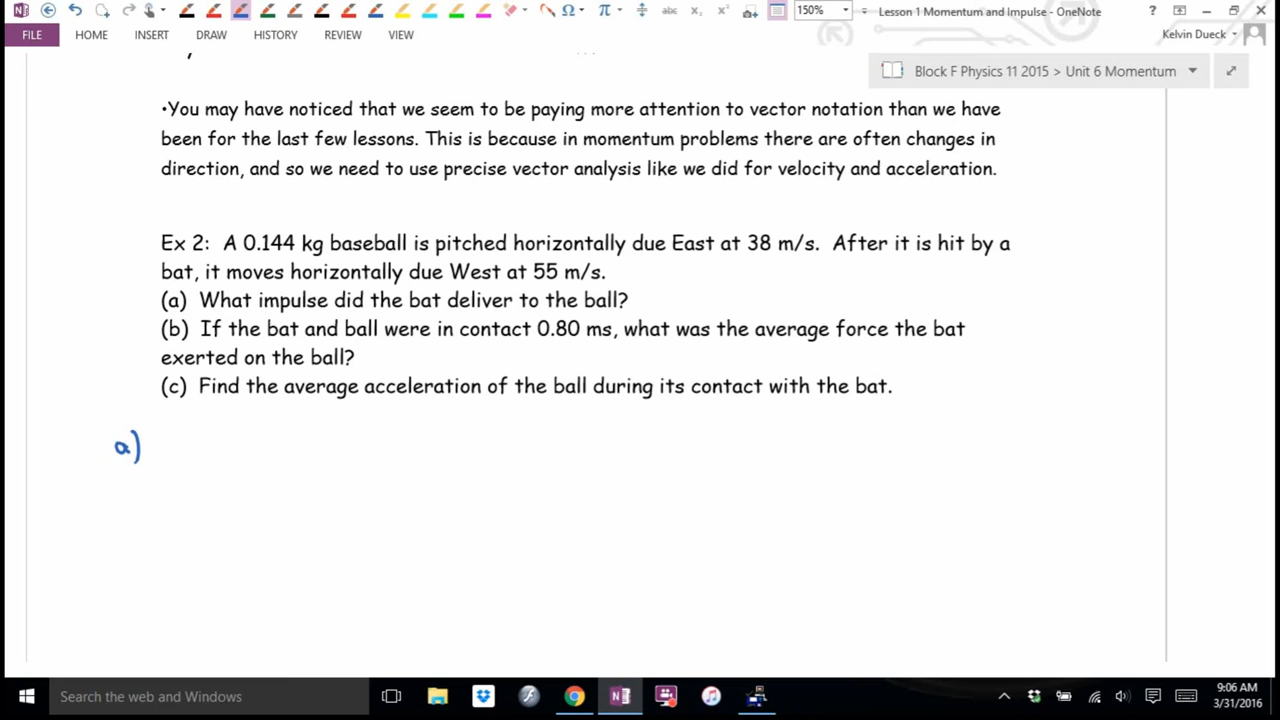 150%
Lesson 1 Momentum and Impulse - OneNote
FILE HOME INSERT DRAW HISTORY REVIEW VIEW
Kelvin Dueck
Block F Physics 11 2015 > Unit 6 Momentum
•You may have noticed that we seem to be paying more attention to vector notation than we have
been for the last few lessons. This is because in momentum problems there are often changes in
direction, and so we need to use precise vector analysis like we did for velocity and acceleration.
Ex 2: A 0.144 kg baseball is pitched horizontally due East at 38 m/s. After it is hit by a
bat, it moves horizontally due West at 55 m/s.
(a) What impulse did the bat deliver to the ball?
(b) If the bat and ball were in contact 0.80 ms, what was the average force the bat
exerted on the ball?
(c) Find the average acceleration of the ball during its contact with the bat.
a)
Search the web and Windows
9:06 AM
3/31/2016